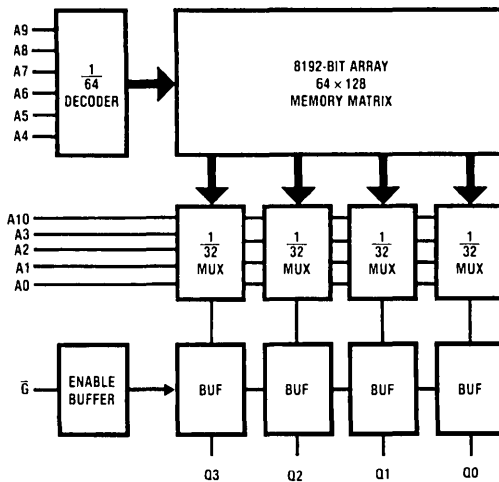 A9
A8
A7
A6
A5
A4
1/64
DECODER
8192-BIT ARRAY
64 × 128
MEMORY MATRIX
A10
A3
A2
A1
A0
1/32
MUX
1/32
MUX
1/32
MUX
1/32
MUX
G̅
ENABLE
BUFFER
BUF
BUF
BUF
BUF
Q3
Q2
Q1
Q0